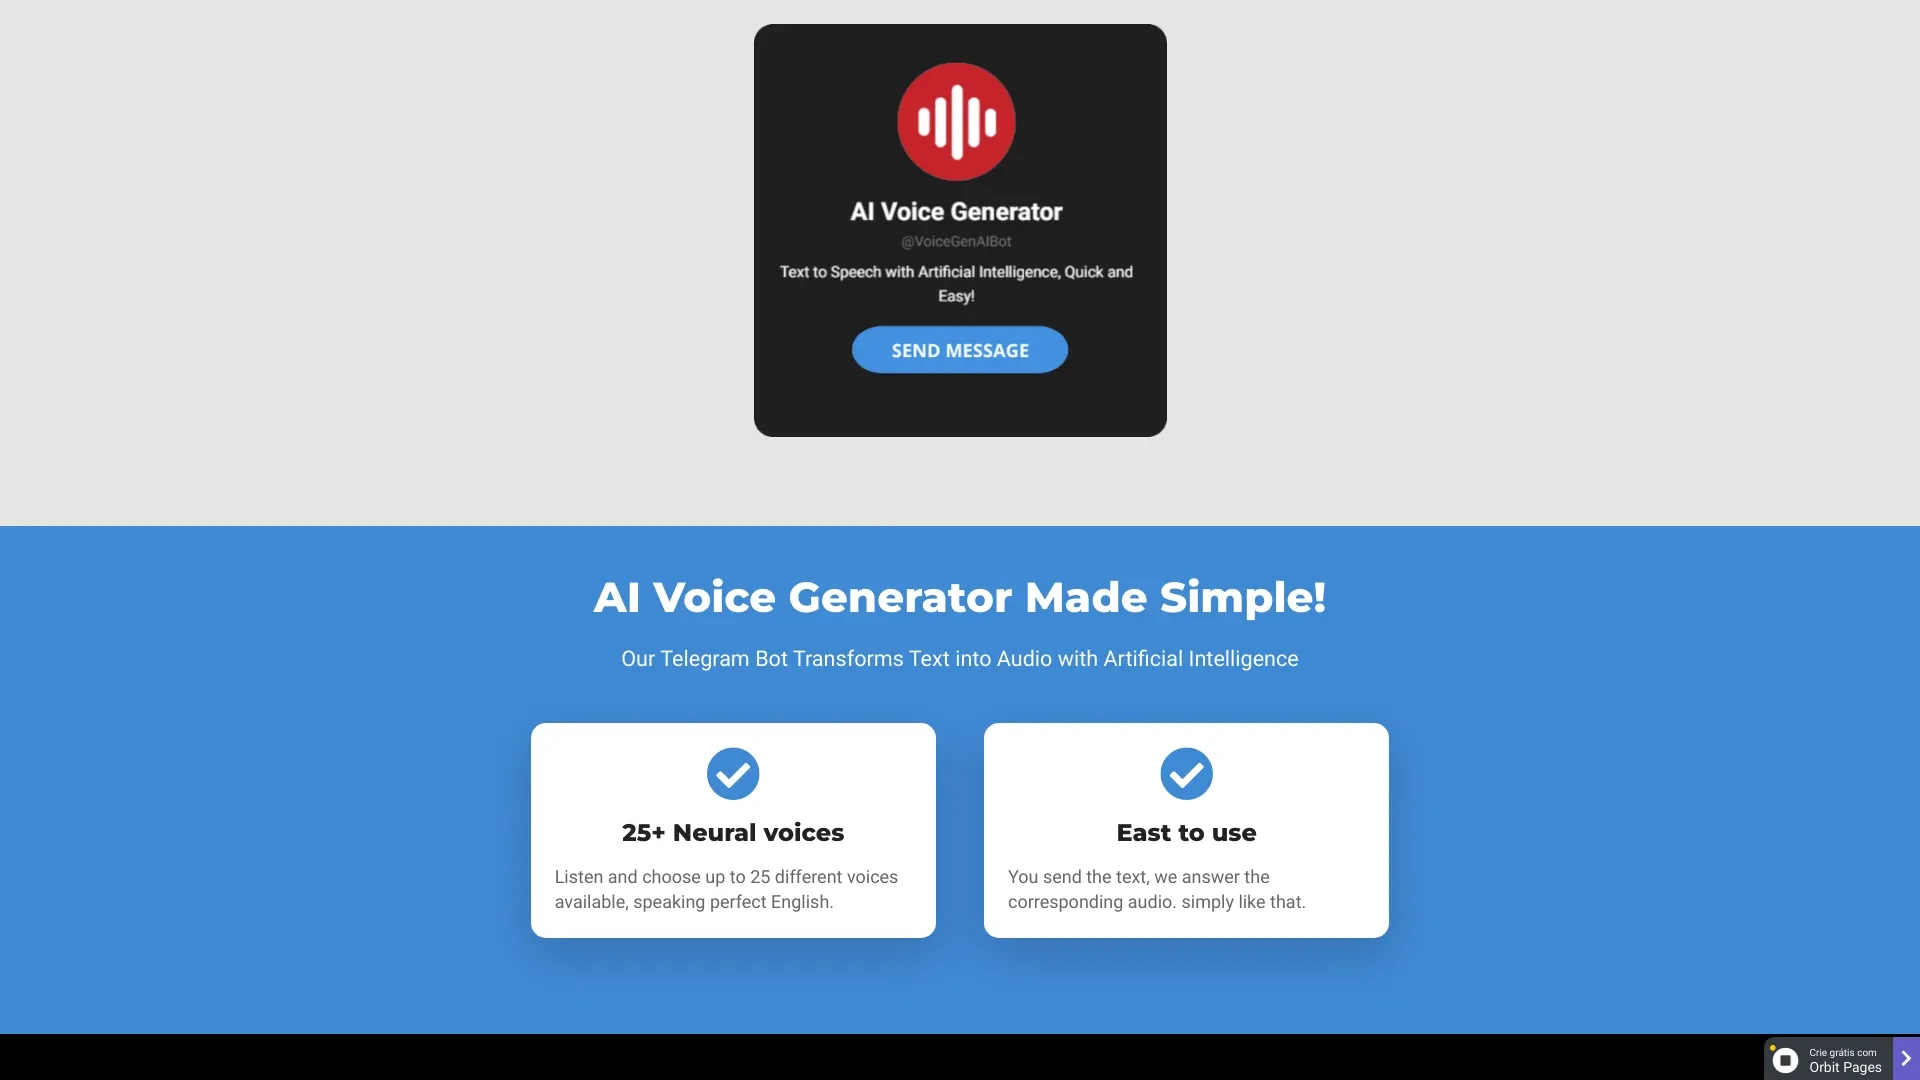 AI Voice Generator
@VoiceGenAIBot
Text to Speech with Artificial Intelligence, Quick and
Easy!
SEND MESSAGE
AI Voice Generator Made Simple!
Our Telegram Bot Transforms Text into Audio with Artificial Intelligence
25+ Neural voices
Listen and choose up to 25 different voices
available, speaking perfect English.
East to use
You send the text, we answer the
corresponding audio. simply like that.
Crie grátis com
Orbit Pages